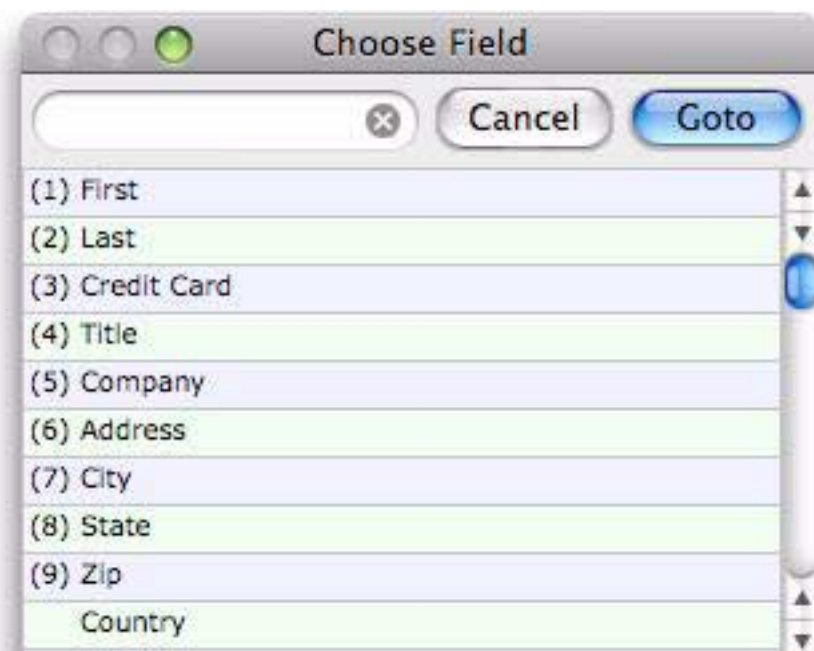 Choose Field
Cancel
Goto
(1) First
(2) Last
(3) Credit Card
(4) Title
(5) Company
(6) Address
(7) City
(8) State
(9) Zip
Country